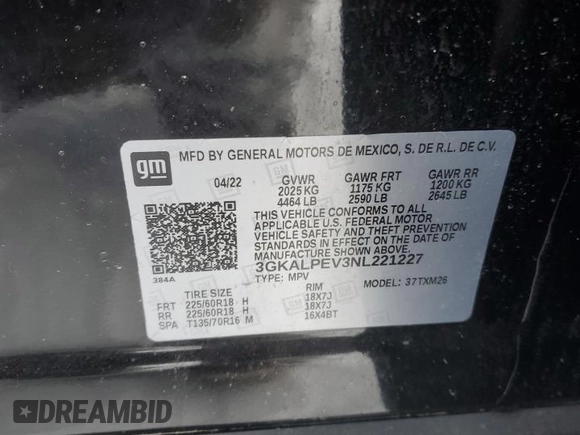 gm
MFD BY GENERAL MOTORS DE MEXICO, S. DE R.L. DE C.V.
04/22 GVWR GAWR FRT GAWR RR
2025 KG 1175 KG 1200 KG
4464 LB 2590 LB 2645 LB
THIS VEHICLE CONFORMS TO ALL
APPLICABLE U.S. FEDERAL MOTOR
VEHICLE SAFETY, BUMPER, AND THEFT
PREVENTION STANDARDS IN EFFECT ON THE DATE OF
MANUFACTURE SHOWN ABOVE.
3GKALPEV3NL221227
384A
TYPE: MPV MODEL: 37TXM26
TIRE SIZE RIM
FRT 225/60R18 H 18X7J
RR 225/60R18 H 18X7J
SPA T135/70R16 M 16X4BT
DREAMBID